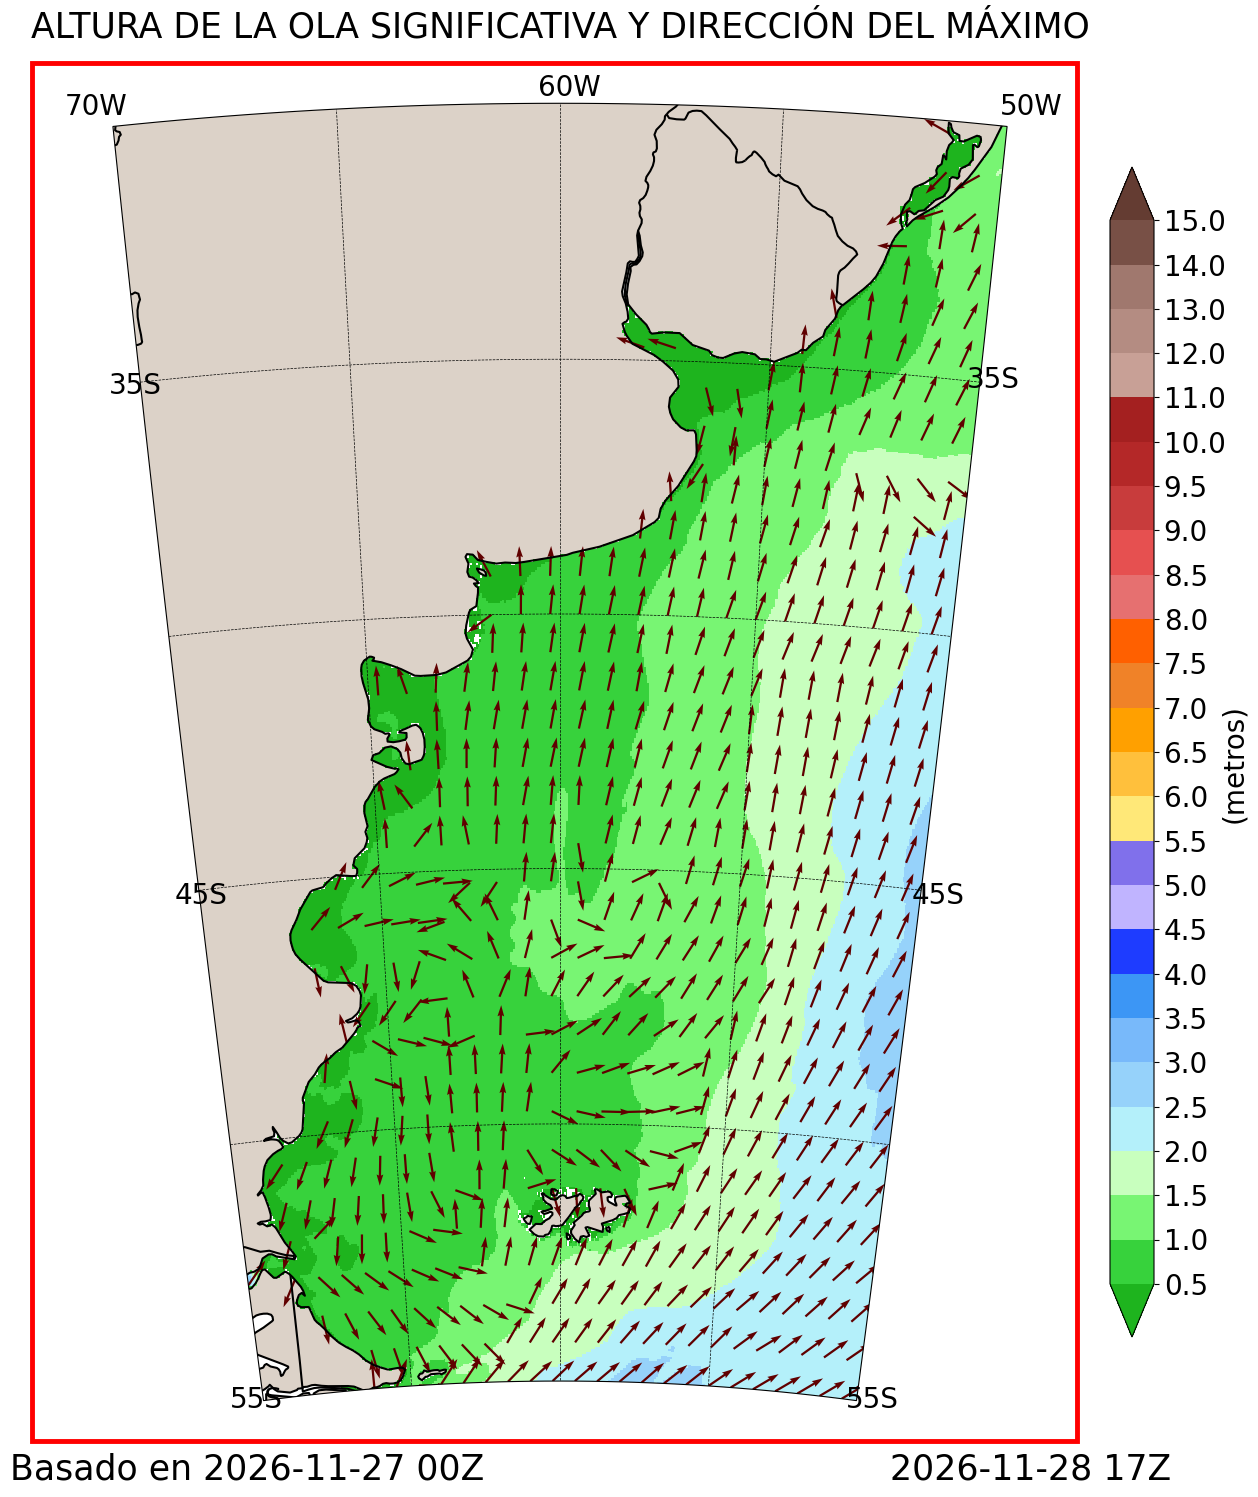 ALTURA DE LA OLA SIGNIFICATIVA Y DIRECCIÓN DEL MÁXIMO
70W
60W
50W
35S
35S
45S
45S
55S
55S
15.0
14.0
13.0
12.0
11.0
10.0
9.5
9.0
8.5
8.0
7.5
7.0
6.5
6.0
5.5
5.0
4.5
4.0
3.5
3.0
2.5
2.0
1.5
1.0
0.5
(metros)
Basado en 2026-11-27 00Z
2026-11-28 17Z